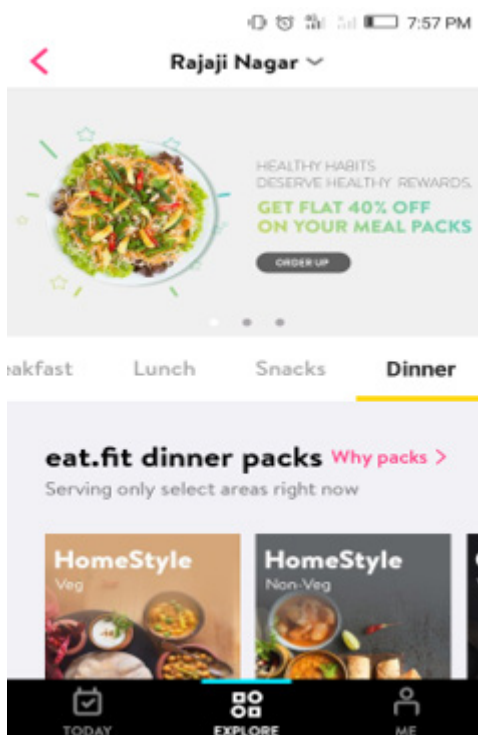 7:57 PM
Rajaji Nagar
HEALTHY HABITS
DESERVE HEALTHY REWARDS.
GET FLAT 40% OFF
ON YOUR MEAL PACKS
ORDER UP
eakfast Lunch Snacks Dinner
eat.fit dinner packs Why packs >
Serving only select areas right now
HomeStyle HomeStyle
Veg Non-Veg
TODAY EXPLORE ME